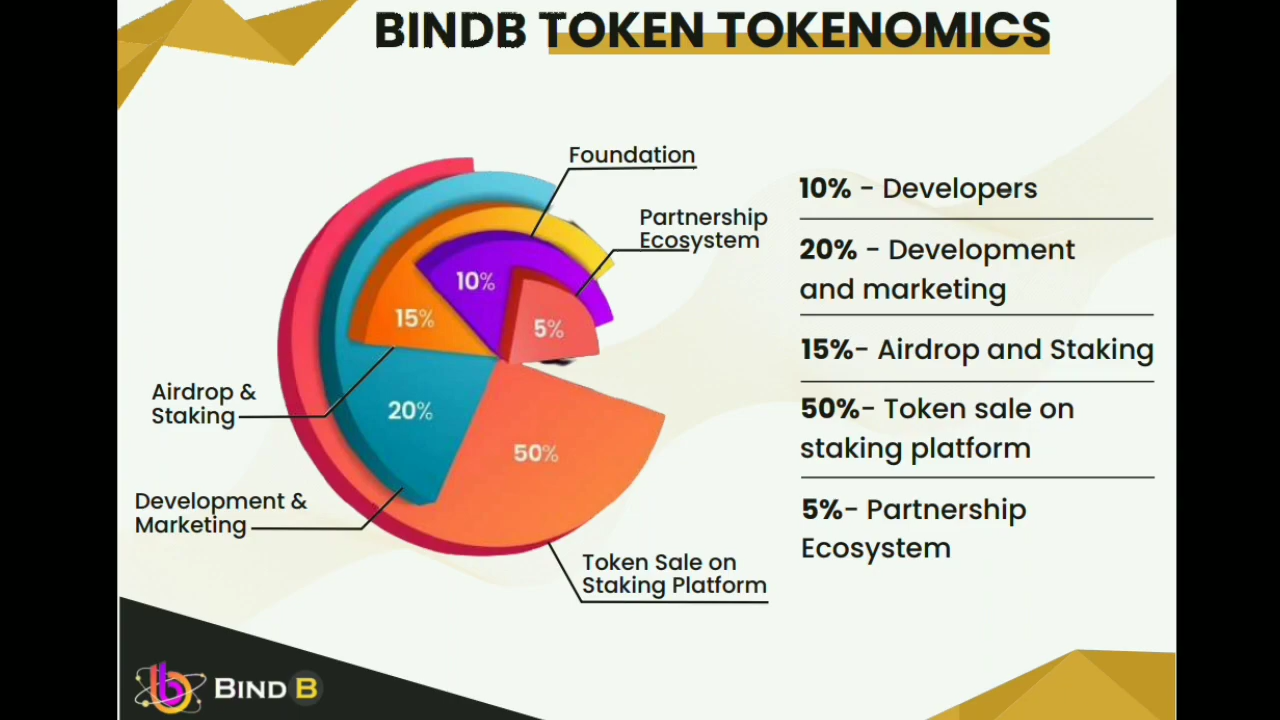 BINDB TOKEN TOKENOMICS
Foundation
Partnership
Ecosystem
10%
5%
15%
20%
50%
Airdrop &
Staking
Development &
Marketing
Token Sale on
Staking Platform
10% - Developers
20% - Development
and marketing
15%- Airdrop and Staking
50%- Token sale on
staking platform
5%- Partnership
Ecosystem
BIND B